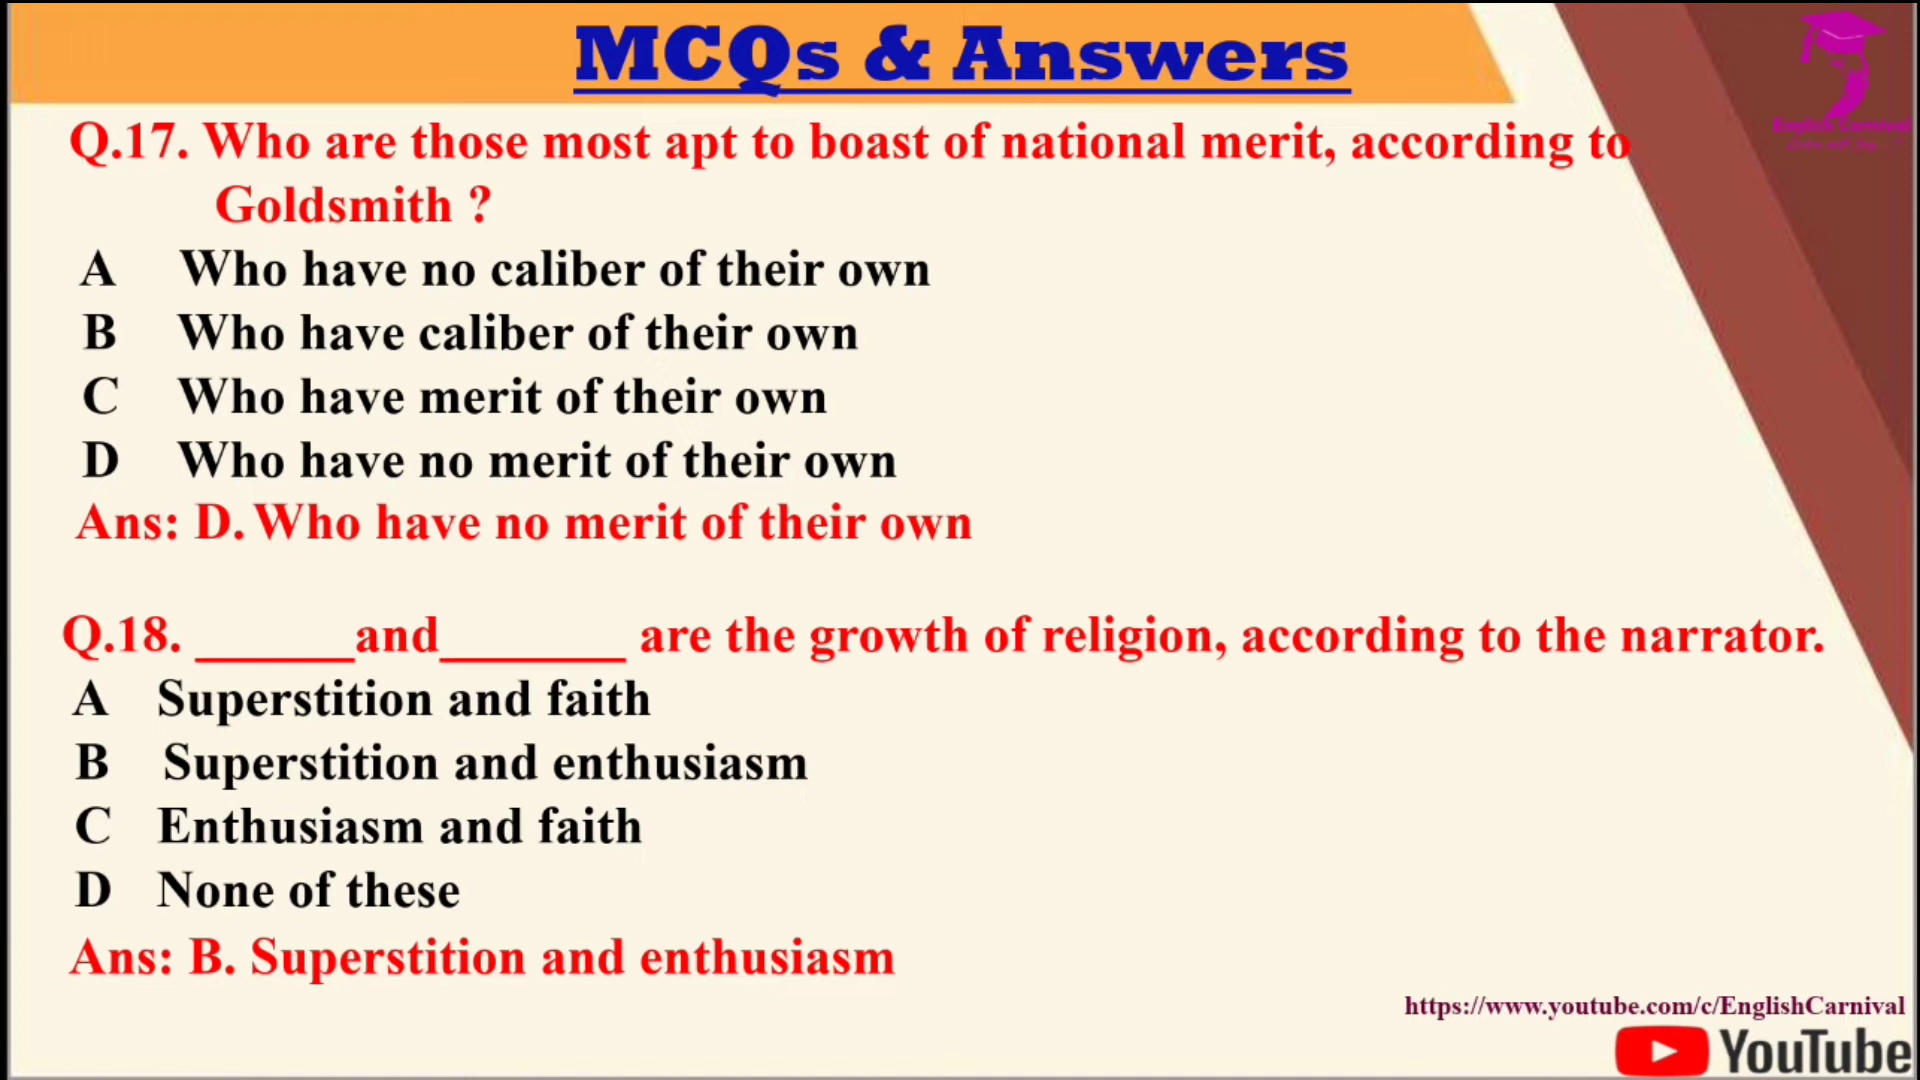 MCQs & Answers
Q.17. Who are those most apt to boast of national merit, according to
Goldsmith ?
A Who have no caliber of their own
B Who have caliber of their own
C Who have merit of their own
D Who have no merit of their own
Ans: D. Who have no merit of their own
Q.18. ______and_______ are the growth of religion, according to the narrator.
A Superstition and faith
B Superstition and enthusiasm
C Enthusiasm and faith
D None of these
Ans: B. Superstition and enthusiasm
https://www.youtube.com/c/EnglishCarnival
YouTube
English Carnival